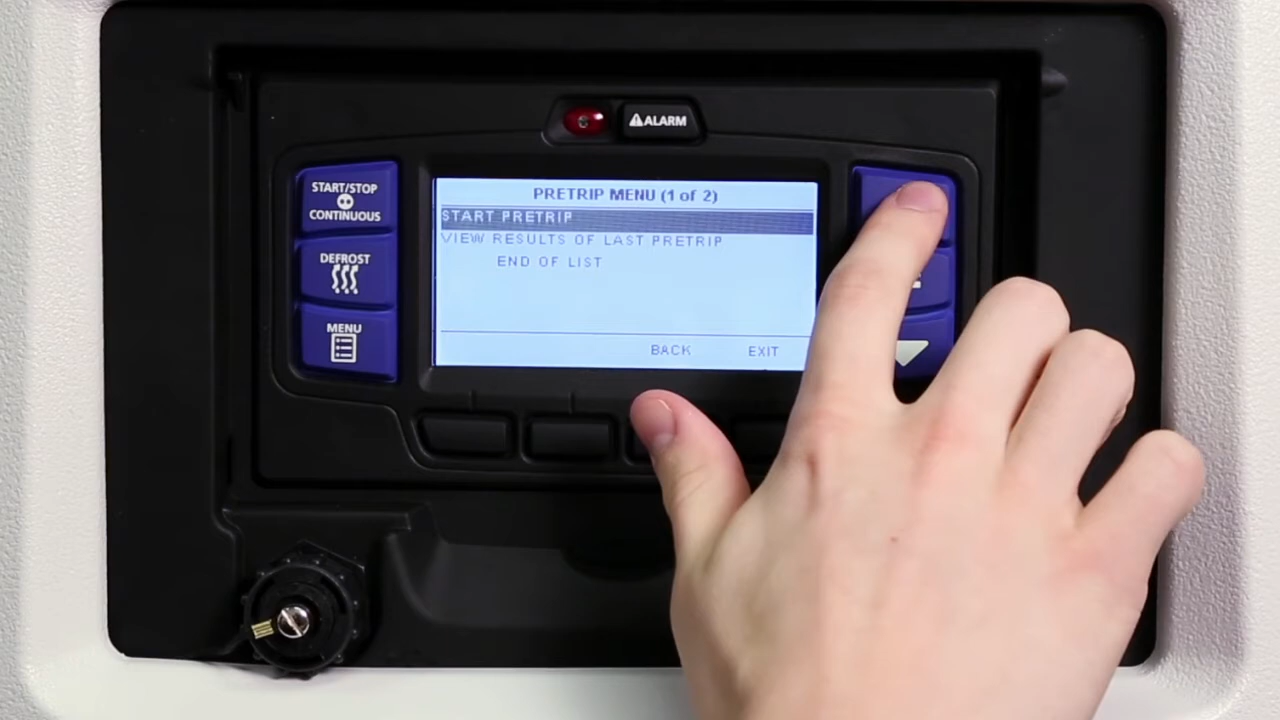 ALARM
START/STOP
CONTINUOUS
DEFROST
MENU
PRETRIP MENU (1 of 2)
START PRETRIP
VIEW RESULTS OF LAST PRETRIP
END OF LIST
BACK EXIT